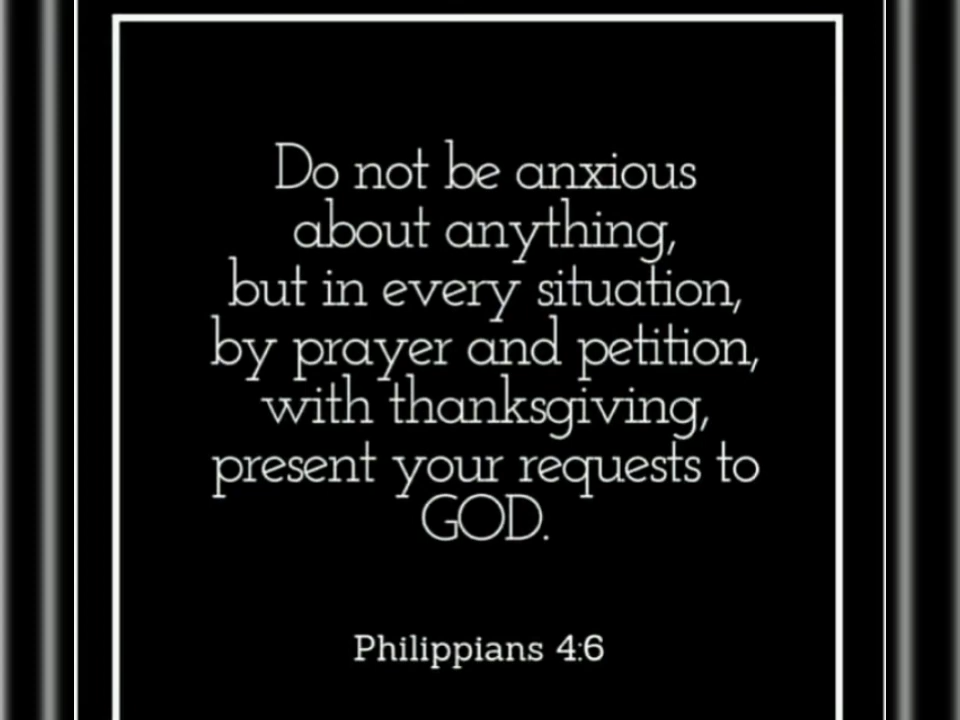 Do not be anxious
about anything,
but in every situation,
by prayer and petition,
with thanksgiving,
present your requests to
GOD.
Philippians 4:6